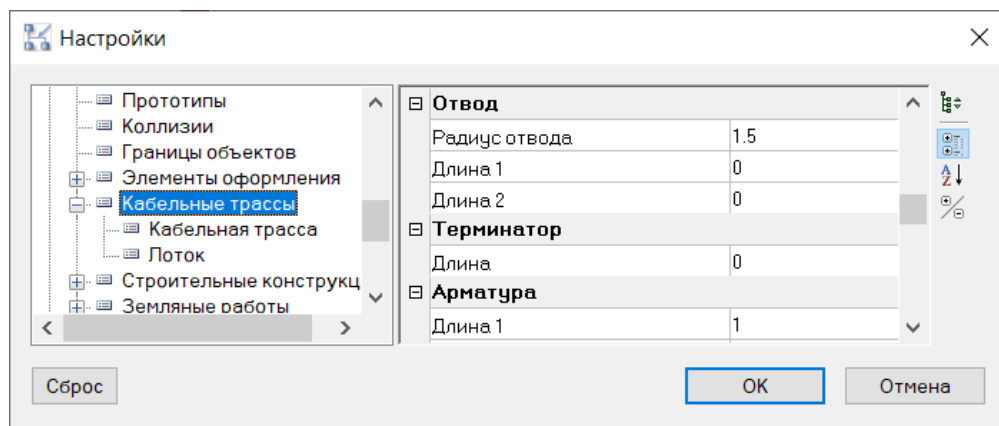 Настройки
Прототипы
Коллизии
Границы объектов
Элементы оформления
Кабельные трассы
Кабельная трасса
Лоток
Строительные конструкц
Земляные работы
Отвод
Радиус отвода 1.5
Длина 1 0
Длина 2 0
Терминатор
Длина 0
Арматура
Длина 1 1
Сброс
OK
Отмена